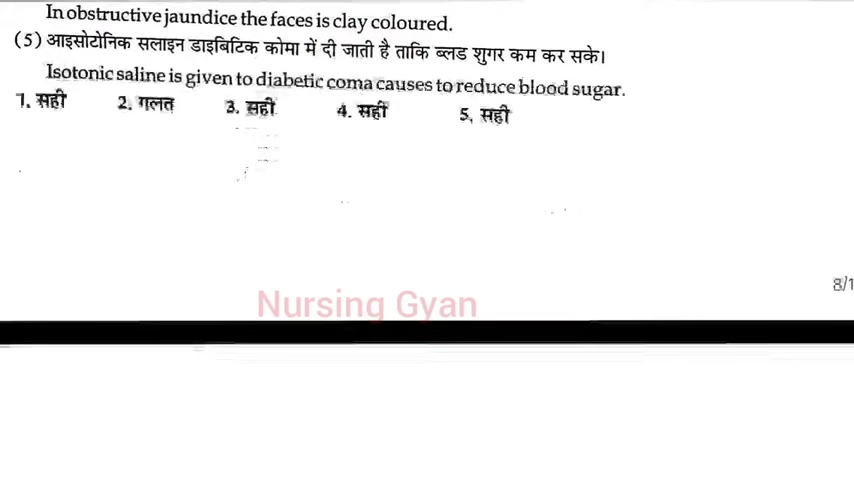 In obstructive jaundice the faces is clay coloured.
(5) आइसोटोनिक सलाइन डाइबिटिक कोमा में दी जाती है ताकि ब्लड शुगर कम कर सके।
Isotonic saline is given to diabetic coma causes to reduce blood sugar.
1. सही 2. गलत 3. सही 4. सही 5. सही
8/1
Nursing Gyan